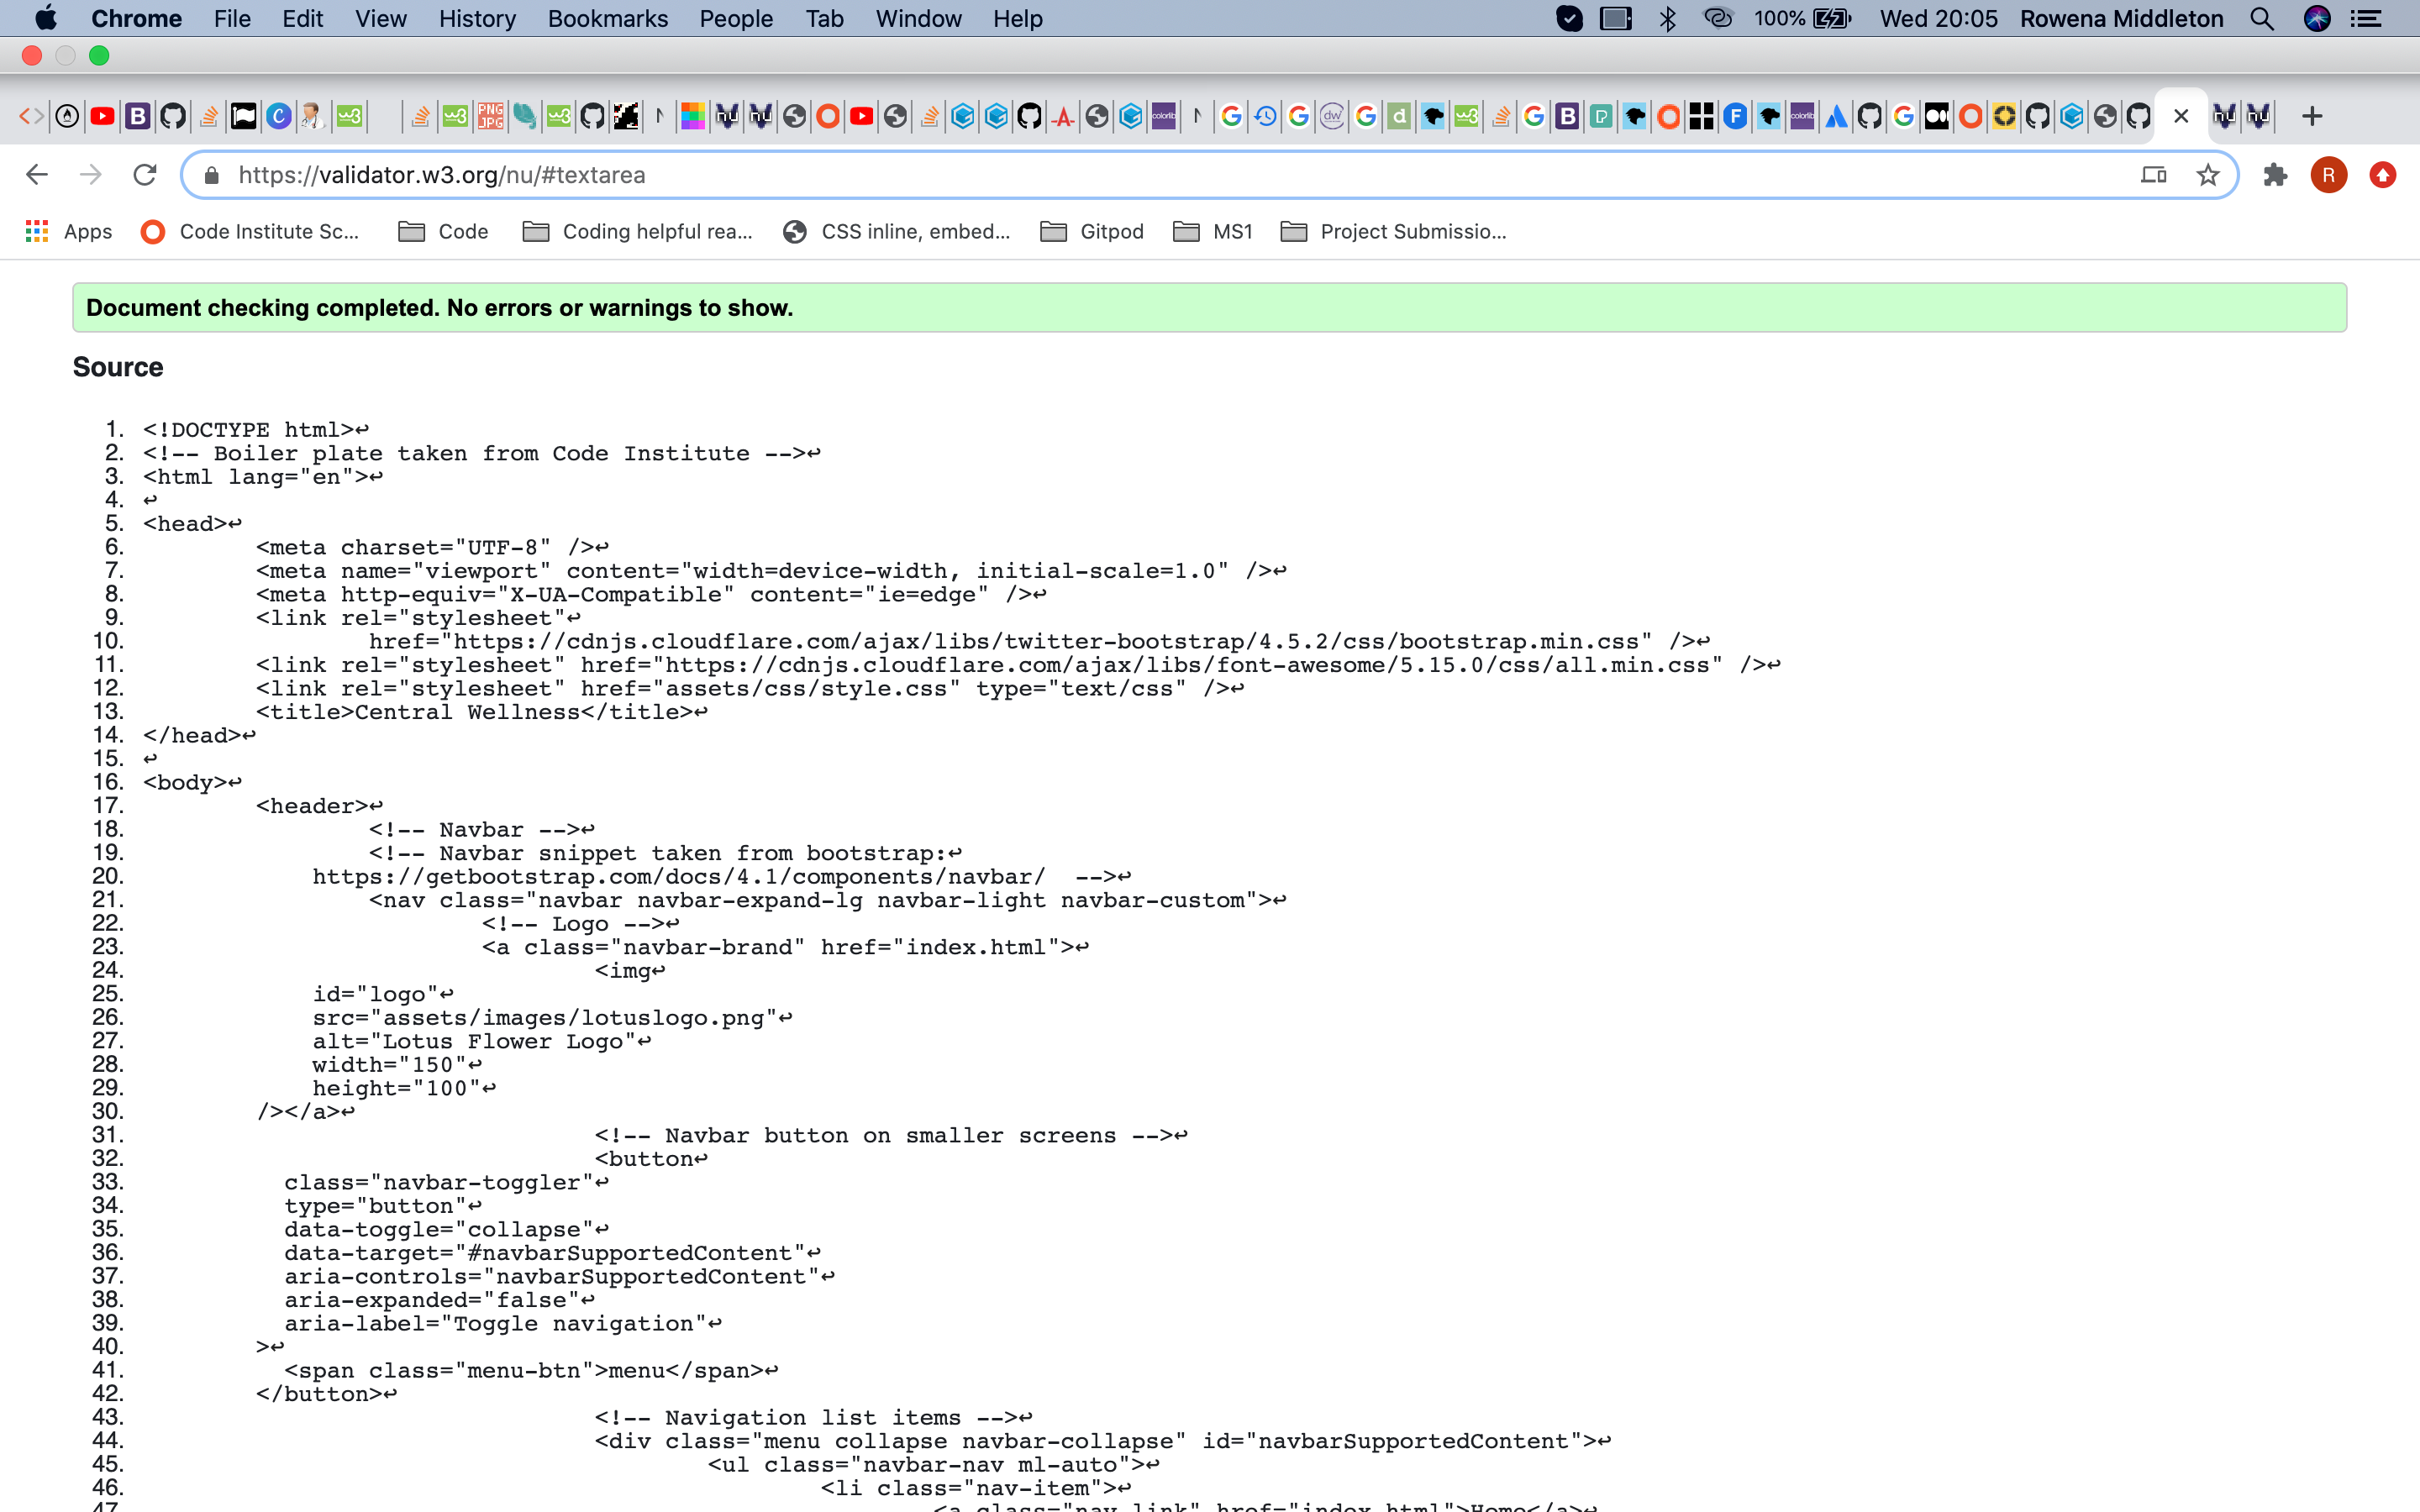 Chrome File Edit View History Bookmarks People Tab Window Help 100% Wed 20:05 Rowena Middleton
https://validator.w3.org/nu/#textarea R
Apps Code Institute Sc... Code Coding helpful rea... CSS inline, embed... Gitpod MS1 Project Submissio...
Document checking completed. No errors or warnings to show.
Source
1. <!DOCTYPE html>↩
2. <!-- Boiler plate taken from Code Institute -->↩
3. <html lang="en">↩
4. ↩
5. <head>↩
6. <meta charset="UTF-8" />↩
7. <meta name="viewport" content="width=device-width, initial-scale=1.0" />↩
8. <meta http-equiv="X-UA-Compatible" content="ie=edge" />↩
9. <link rel="stylesheet"↩
10. href="https://cdnjs.cloudflare.com/ajax/libs/twitter-bootstrap/4.5.2/css/bootstrap.min.css" />↩
11. <link rel="stylesheet" href="https://cdnjs.cloudflare.com/ajax/libs/font-awesome/5.15.0/css/all.min.css" />↩
12. <link rel="stylesheet" href="assets/css/style.css" type="text/css" />↩
13. <title>Central Wellness</title>↩
14. </head>↩
15. ↩
16. <body>↩
17. <header>↩
18. <!-- Navbar -->↩
19. <!-- Navbar snippet taken from bootstrap:↩
20. https://getbootstrap.com/docs/4.1/components/navbar/  -->↩
21. <nav class="navbar navbar-expand-lg navbar-light navbar-custom">↩
22. <!-- Logo -->↩
23. <a class="navbar-brand" href="index.html">↩
24. <img↩
25. id="logo"↩
26. src="assets/images/lotuslogo.png"↩
27. alt="Lotus Flower Logo"↩
28. width="150"↩
29. height="100"↩
30. /></a>↩
31. <!-- Navbar button on smaller screens -->↩
32. <button↩
33. class="navbar-toggler"↩
34. type="button"↩
35. data-toggle="collapse"↩
36. data-target="#navbarSupportedContent"↩
37. aria-controls="navbarSupportedContent"↩
38. aria-expanded="false"↩
39. aria-label="Toggle navigation"↩
40. >↩
41. <span class="menu-btn">menu</span>↩
42. </button>↩
43. <!-- Navigation list items -->↩
44. <div class="menu collapse navbar-collapse" id="navbarSupportedContent">↩
45. <ul class="navbar-nav ml-auto">↩
46. <li class="nav-item">↩
47. <a class="nav-link" href="index.html">Home</a>↩